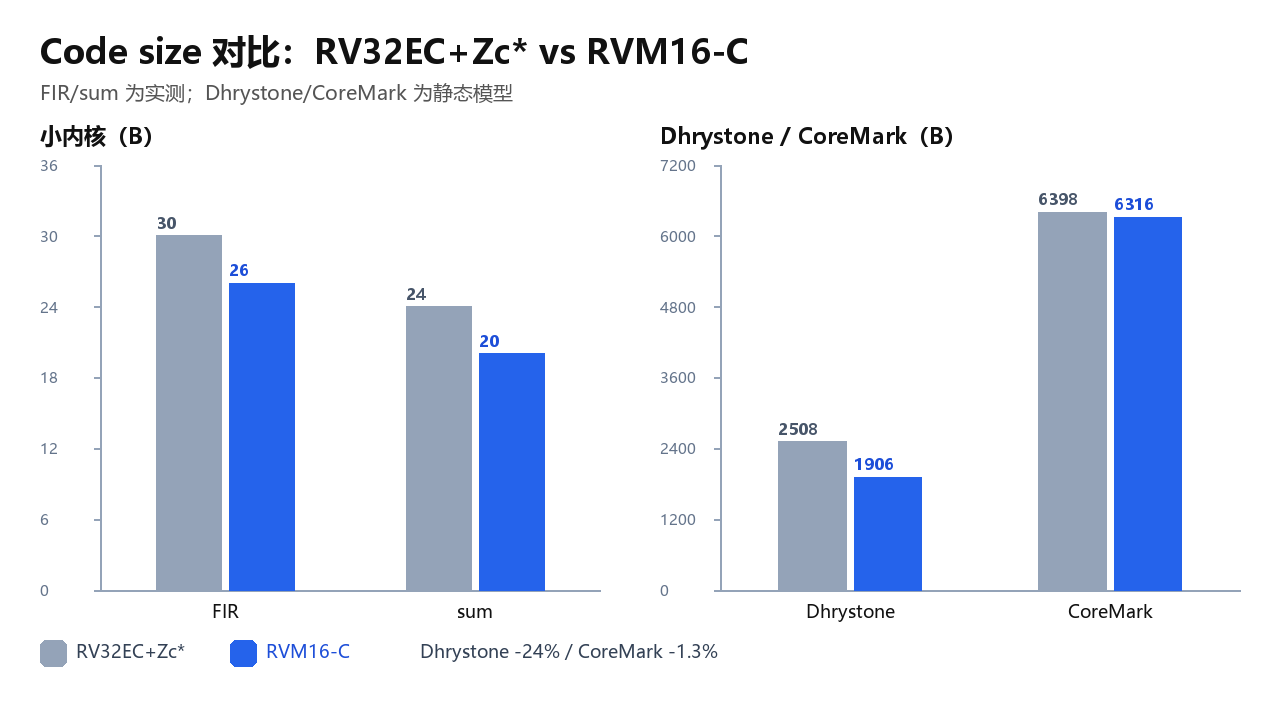 Code size 对比：RV32EC+Zc* vs RVM16-C
FIR/sum 为实测；Dhrystone/CoreMark 为静态模型
小内核（B）
36
30
24
18
12
6
0
30
26
24
20
FIR
sum
Dhrystone / CoreMark（B）
7200
6000
4800
3600
2400
1200
0
2508
1906
6398
6316
Dhrystone
CoreMark
RV32EC+Zc*
RVM16-C
Dhrystone -24% / CoreMark -1.3%